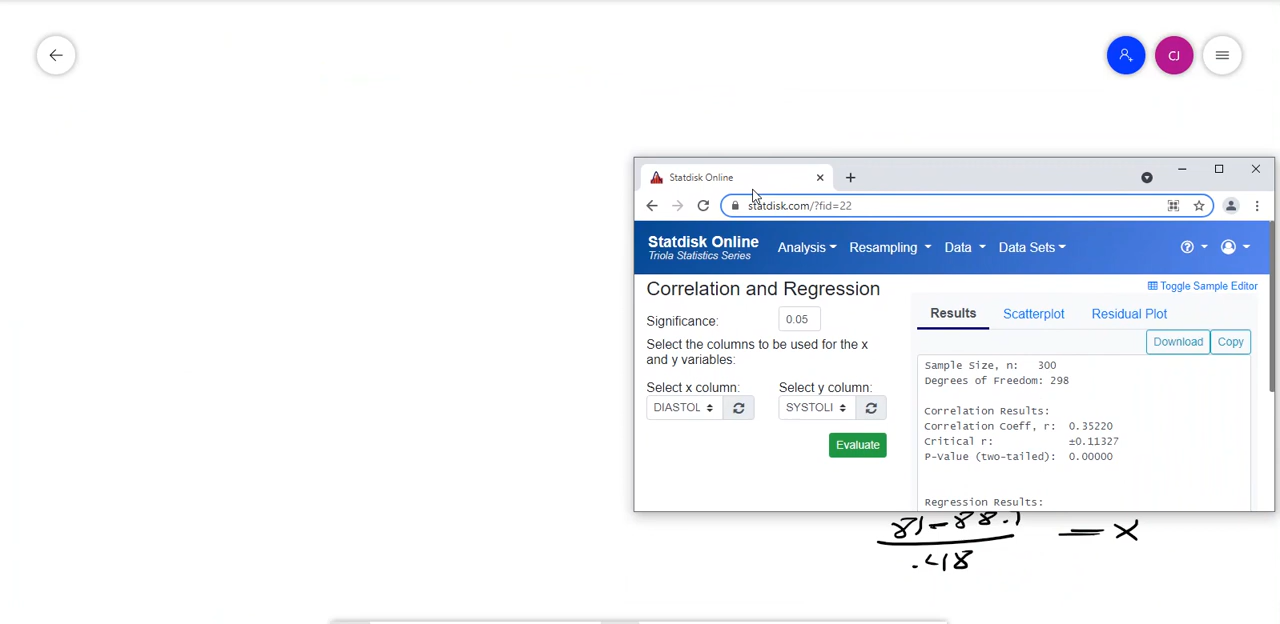 CJ
Statdisk Online
statdisk.com/?fid=22
Statdisk Online
Triola Statistics Series
Analysis
Resampling
Data
Data Sets
Correlation and Regression
Toggle Sample Editor
Significance:
0.05
Select the columns to be used for the x
and y variables:
Select x column:
Select y column:
DIASTOL
SYSTOLI
Evaluate
Results
Scatterplot
Residual Plot
Download
Copy
Sample Size, n: 300
Degrees of Freedom: 298
Correlation Results:
Correlation Coeff, r: 0.35220
Critical r: ±0.11327
P-Value (two-tailed): 0.00000
Regression Results:
81-88.1 = x
.48